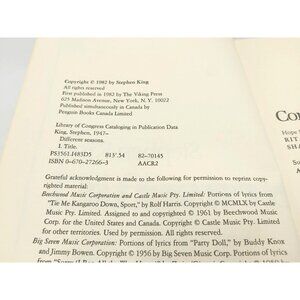 Copyright © 1982 by Stephen King
All rights reserved
First published in 1982 by The Viking Press
625 Madison Avenue, New York, N.Y. 10022
Published simultaneously in Canada by
Penguin Books Canada Limited
Library of Congress Cataloging in Publication Data
King, Stephen, 1947–
Different seasons.
I. Title.
PS3561.I483D5 813'.54 82–70145
ISBN 0–670–27266–3 AACR2
Grateful acknowledgment is made to the following for permission to reprint copy-
righted material:
Beechwood Music Corporation and Castle Music Pty. Limited: Portions of lyrics from
"Tie Me Kangaroo Down, Sport," by Rolf Harris. Copyright © MCMLX by Castle
Music Pty. Limited. Assigned to and copyright © 1961 by Beechwood Music
Corp. for the United States and Canada. Copyright © Castle Music Pty. Limited
for other territories. Used by permission. All rights reserved.
Big Seven Music Corporation: Portions of lyrics from "Party Doll," by Buddy Knox
and Jimmy Bowen. Copyright © 1956 by Big Seven Music Corp. Portions of lyrics
Co
Hope
RIT
SHA